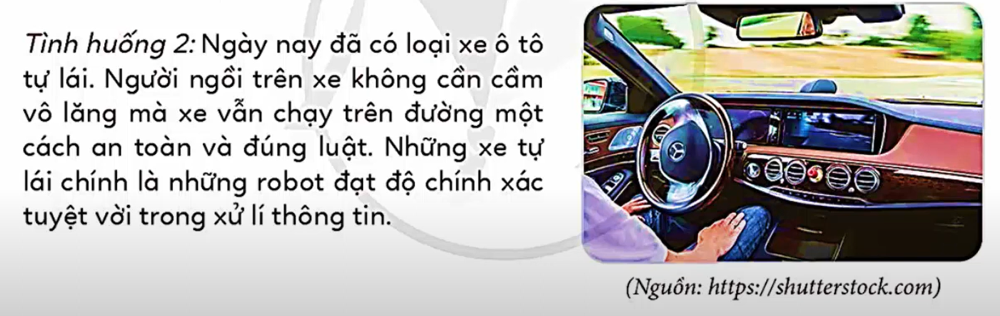 Tình huống 2: Ngày nay đã có loại xe ô tô
tự lái. Người ngồi trên xe không cần cầm
vô lăng mà xe vẫn chạy trên đường một
cách an toàn và đúng luật. Những xe tự
lái chính là những robot đạt độ chính xác
tuyệt vời trong xử lí thông tin.
(Nguồn: https://shutterstock.com)